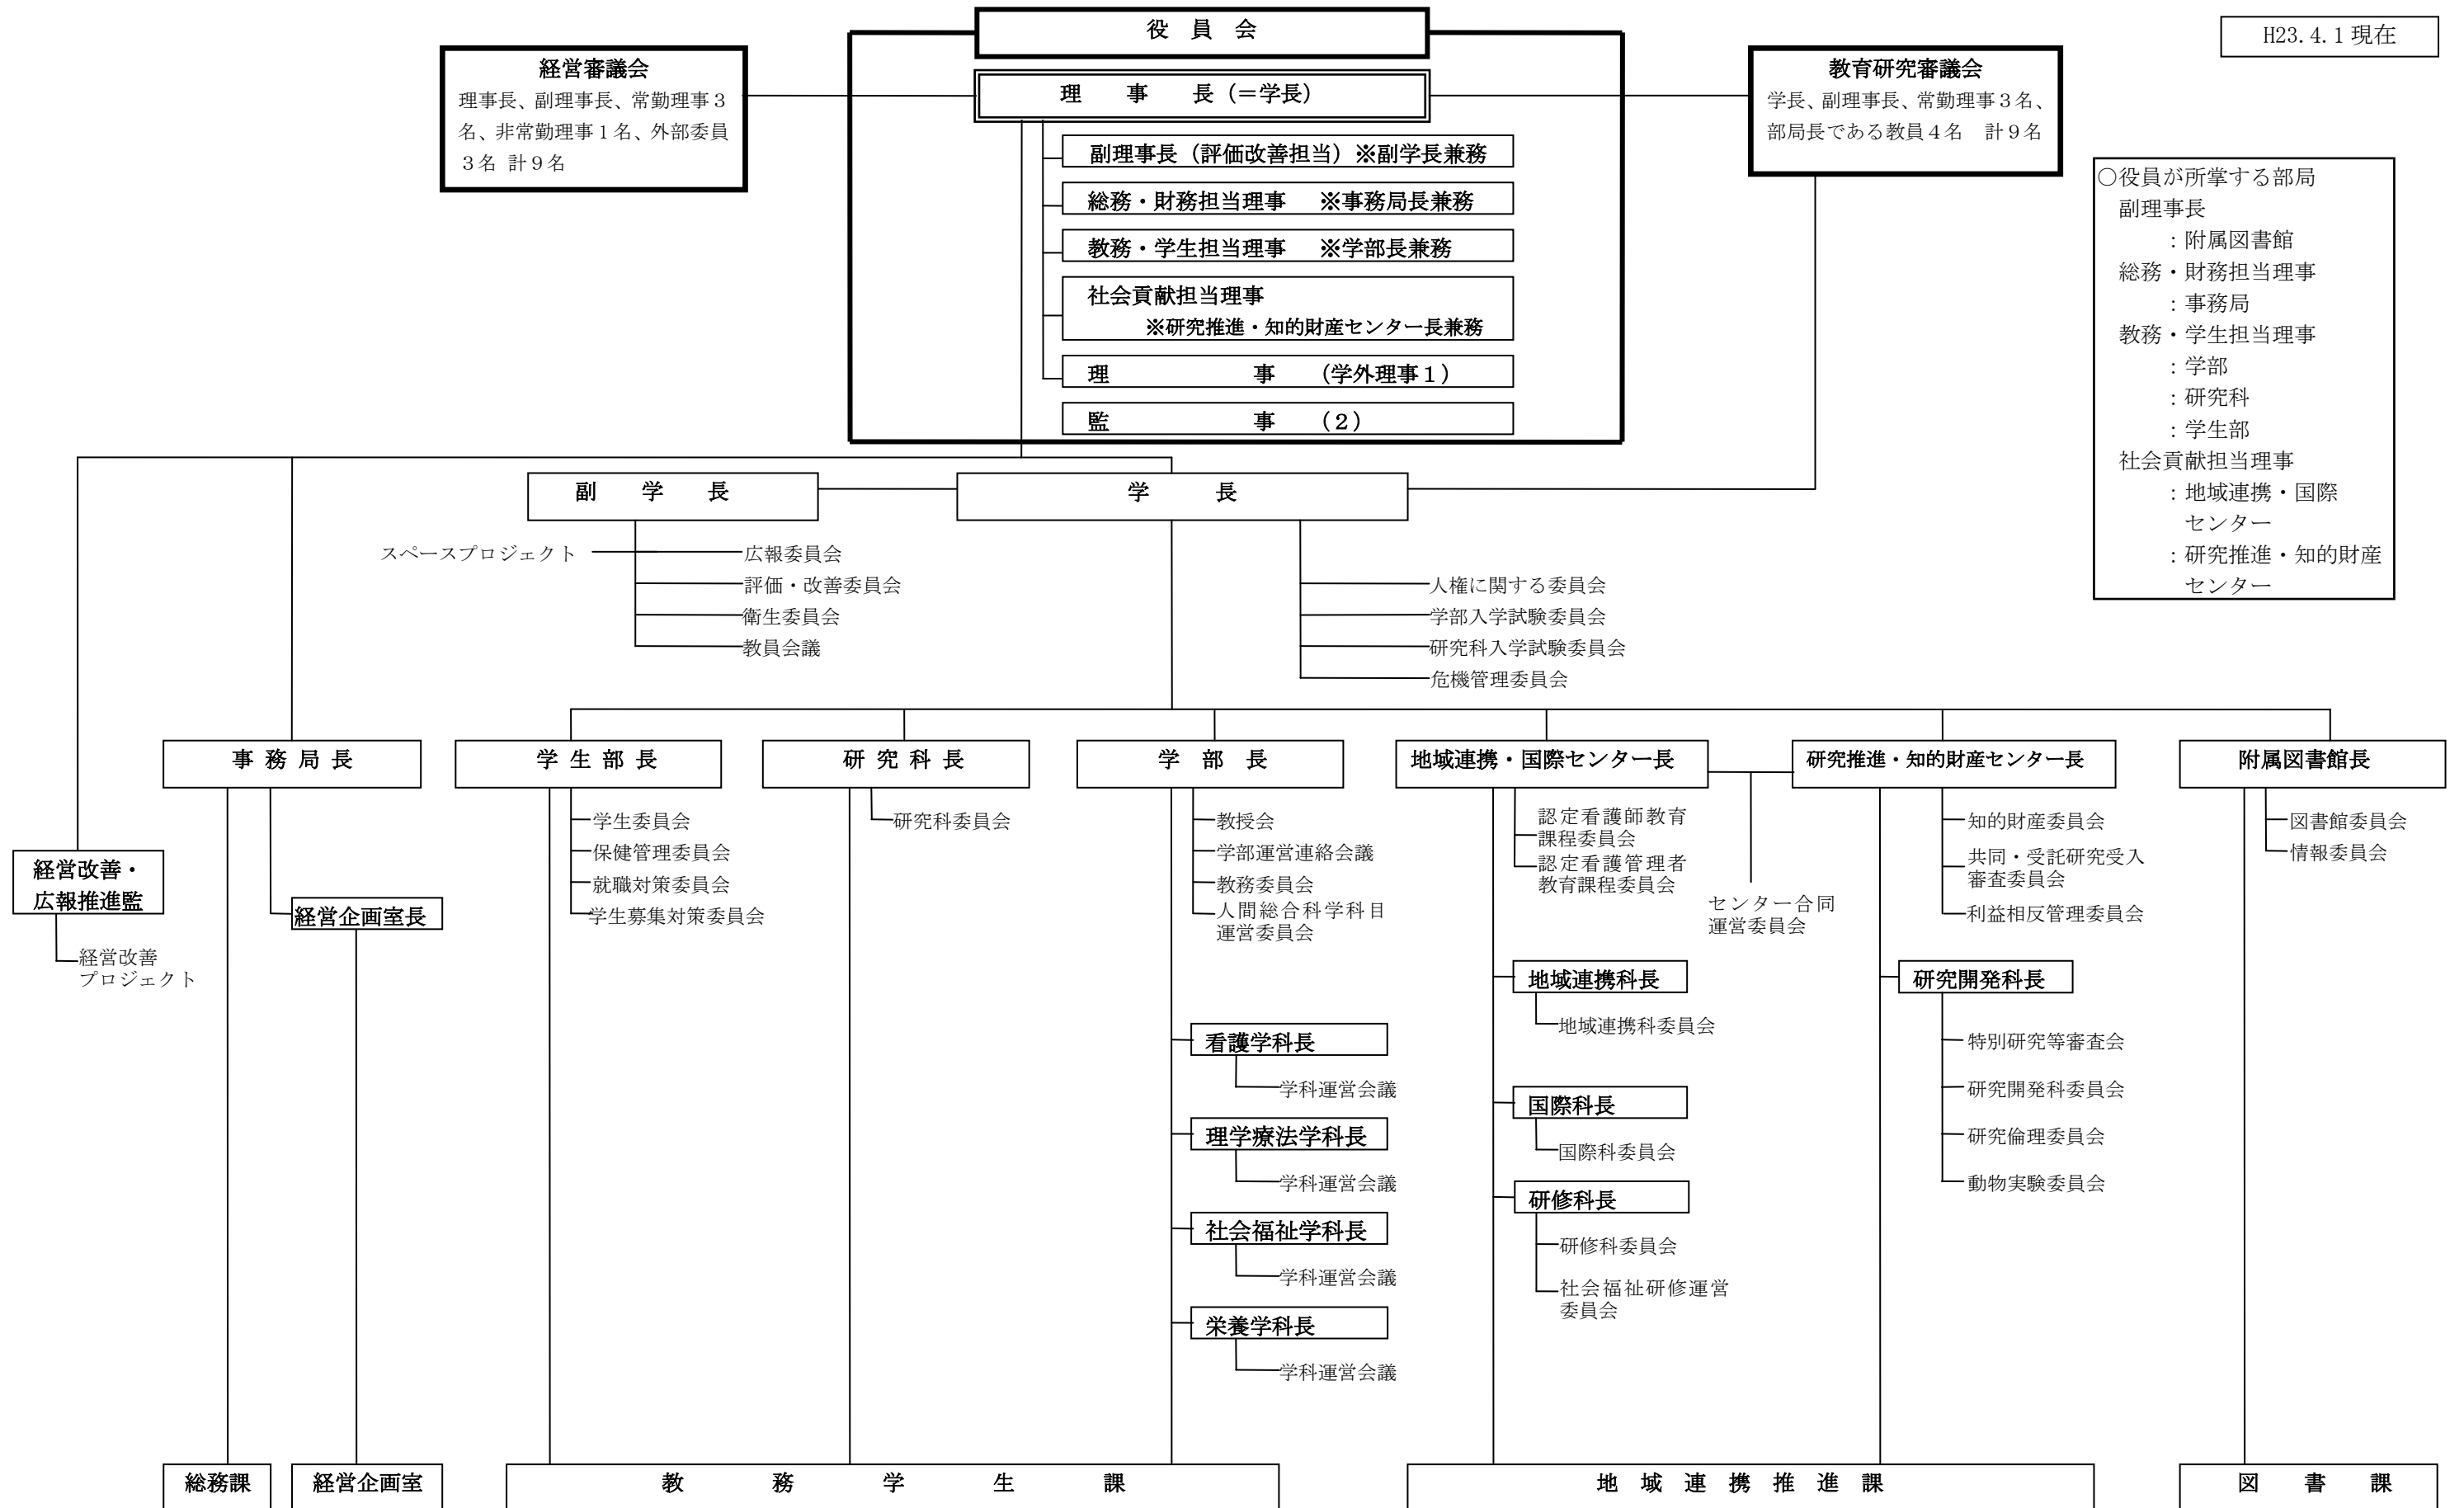 役員会
H23.4.1現在
経営審議会
理事長、副理事長、常勤理事３
名、非常勤理事１名、外部委員
３名 計９名
理事長（＝学長）
副理事長（評価改善担当）※副学長兼務
総務・財務担当理事 ※事務局長兼務
教務・学生担当理事 ※学部長兼務
社会貢献担当理事
※研究推進・知的財産センター長兼務
理事（学外理事１）
監事（２）
教育研究審議会
学長、副理事長、常勤理事３名、
部局長である教員４名 計９名
○役員が所掌する部局
副理事長
：附属図書館
総務・財務担当理事
：事務局
教務・学生担当理事
：学部
：研究科
：学生部
社会貢献担当理事
：地域連携・国際
センター
：研究推進・知的財産
センター
副学長
学長
スペースプロジェクト
広報委員会
評価・改善委員会
衛生委員会
教員会議
人権に関する委員会
学部入学試験委員会
研究科入学試験委員会
危機管理委員会
事務局長
学生部長
研究科長
学部長
地域連携・国際センター長
研究推進・知的財産センター長
附属図書館長
経営改善・
広報推進監
経営改善
プロジェクト
経営企画室長
学生委員会
保健管理委員会
就職対策委員会
学生募集対策委員会
研究科委員会
教授会
学部運営連絡会議
教務委員会
人間総合科学科目
運営委員会
看護学科長
学科運営会議
理学療法学科長
学科運営会議
社会福祉学科長
学科運営会議
栄養学科長
学科運営会議
認定看護師教育
課程委員会
認定看護管理者
教育課程委員会
センター合同
運営委員会
地域連携科長
地域連携科委員会
国際科長
国際科委員会
研修科長
研修科委員会
社会福祉研修運営
委員会
知的財産委員会
共同・受託研究受入
審査委員会
利益相反管理委員会
研究開発科長
特別研究等審査会
研究開発科委員会
研究倫理委員会
動物実験委員会
図書館委員会
情報委員会
総務課
経営企画室
教務学生課
地域連携推進課
図書課